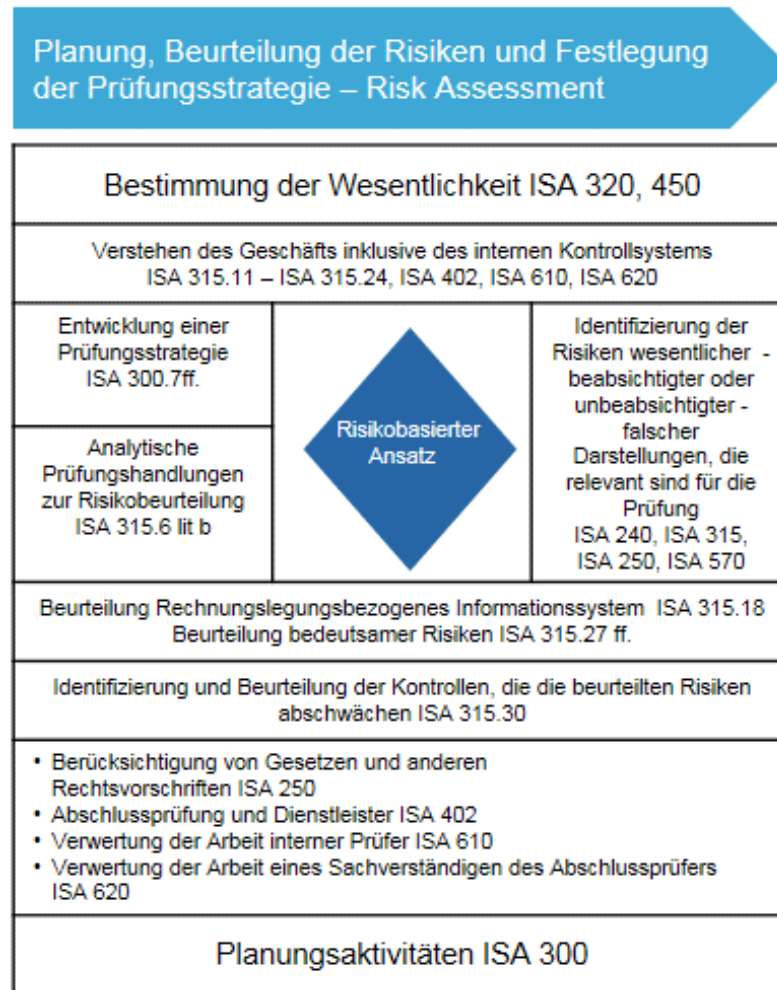 Planung, Beurteilung der Risiken und Festlegung
der Prüfungsstrategie – Risk Assessment
Bestimmung der Wesentlichkeit ISA 320, 450
Verstehen des Geschäfts inklusive des internen Kontrollsystems
ISA 315.11 – ISA 315.24, ISA 402, ISA 610, ISA 620
Entwicklung einer
Prüfungsstrategie
ISA 300.7ff.
Analytische
Prüfungshandlungen
zur Risikobeurteilung
ISA 315.6 lit b
Risikobasierter
Ansatz
Identifizierung der
Risiken wesentlicher -
beabsichtigter oder
unbeabsichtigter -
falscher
Darstellungen, die
relevant sind für die
Prüfung
ISA 240, ISA 315,
ISA 250, ISA 570
Beurteilung Rechnungslegungsbezogenes Informationssystem ISA 315.18
Beurteilung bedeutsamer Risiken ISA 315.27 ff.
Identifizierung und Beurteilung der Kontrollen, die die beurteilten Risiken
abschwächen ISA 315.30
• Berücksichtigung von Gesetzen und anderen
Rechtsvorschriften ISA 250
• Abschlussprüfung und Dienstleister ISA 402
• Verwertung der Arbeit interner Prüfer ISA 610
• Verwertung der Arbeit eines Sachverständigen des Abschlussprüfers
ISA 620
Planungsaktivitäten ISA 300